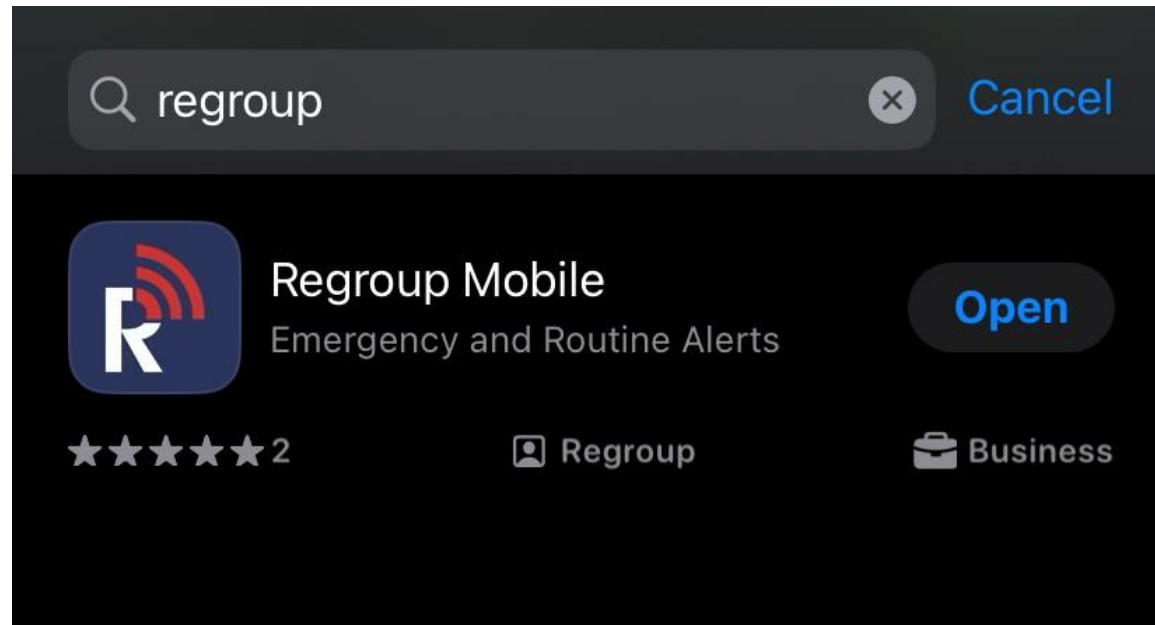 regroup
Cancel
Regroup Mobile
Emergency and Routine Alerts
Open
2
Regroup
Business